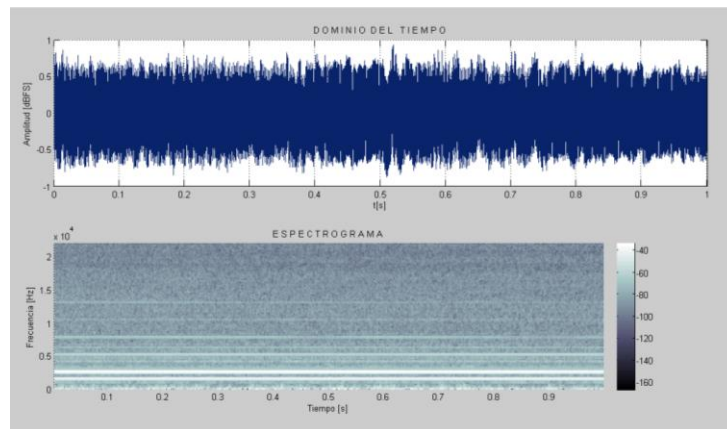 DOMINIO DEL TIEMPO
1
0.5
0
-0.5
-1
Amplitud [dBFS]
0 0.1 0.2 0.3 0.4 0.5 0.6 0.7 0.8 0.9 1
t[s]
ESPECTROGRAMA
x 10⁴
2
1.5
1
0.5
0
Frecuencia [Hz]
0.1 0.2 0.3 0.4 0.5 0.6 0.7 0.8 0.9
Tiempo [s]
-40
-60
-80
-100
-120
-140
-160